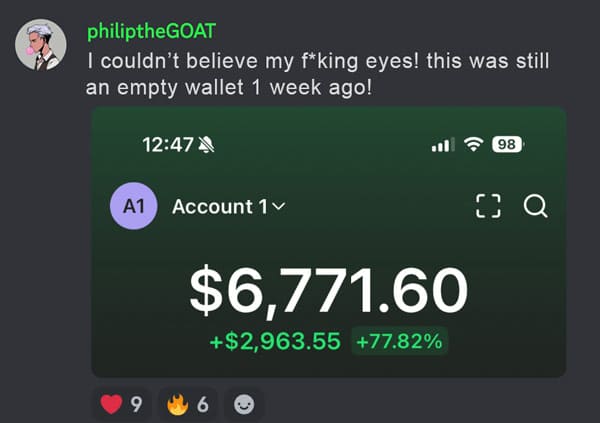 philiptheGOAT
I couldn’t believe my f*king eyes! this was still
an empty wallet 1 week ago!
12:47
98
A1 Account 1
$6,771.60
+$2,963.55 +77.82%
9 6